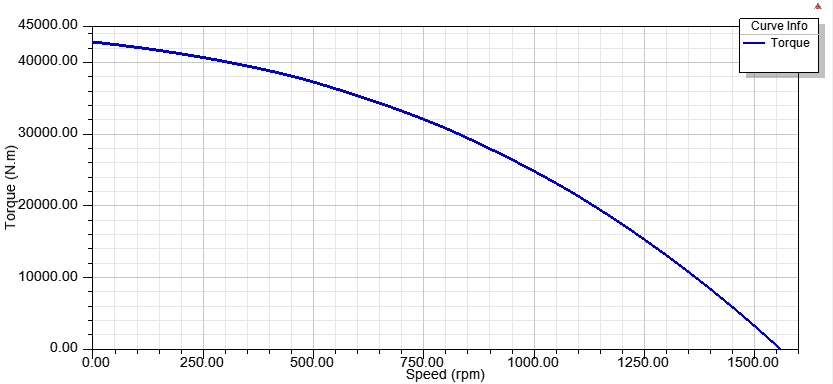 45000.00
Curve Info
Torque
40000.00
30000.00
Torque (N.m)
20000.00
10000.00
0.00
0.00 250.00 500.00 750.00 1000.00 1250.00 1500.00
Speed (rpm)